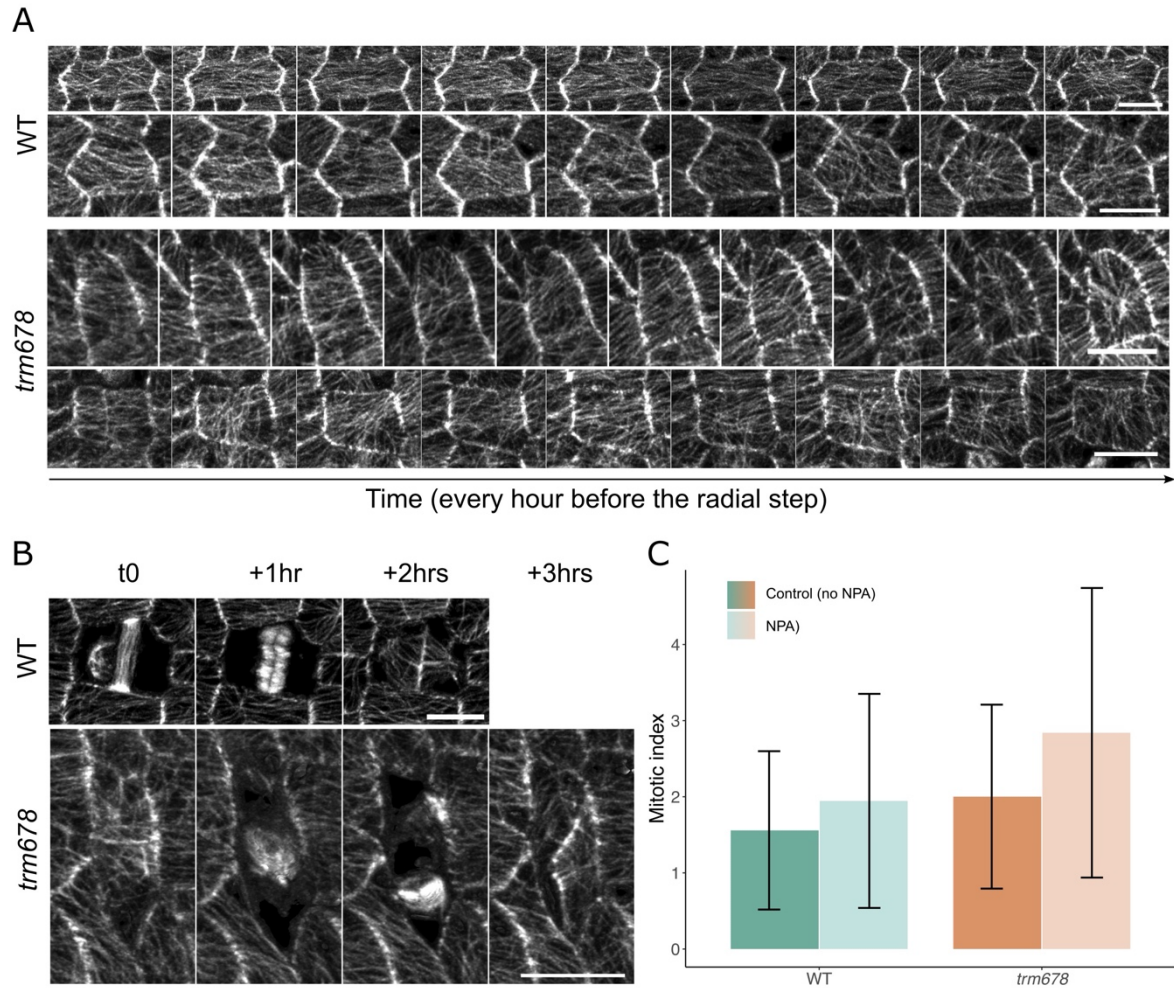 A
WT
trm678
Time (every hour before the radial step)
B
t0 +1hr +2hrs +3hrs
WT
trm678
C
Mitotic index
4
3
2
1
0
Control (no NPA)
NPA)
WT trm678